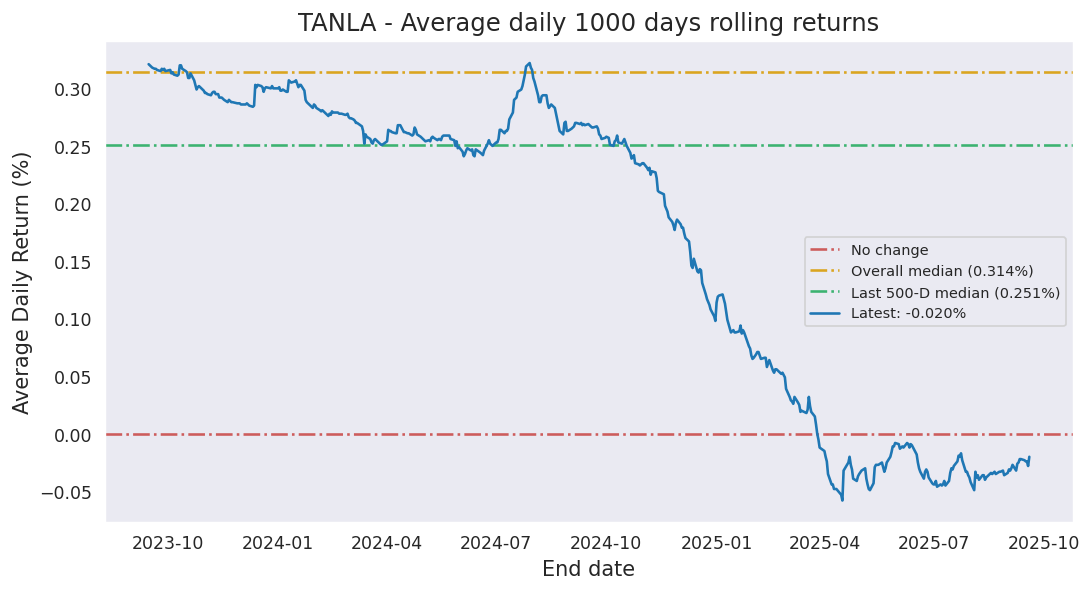 TANLA - Average daily 1000 days rolling returns
Average Daily Return (%)
0.30
0.25
0.20
0.15
0.10
0.05
0.00
−0.05
No change
Overall median (0.314%)
Last 500-D median (0.251%)
Latest: -0.020%
2023-10 2024-01 2024-04 2024-07 2024-10 2025-01 2025-04 2025-07 2025-10
End date